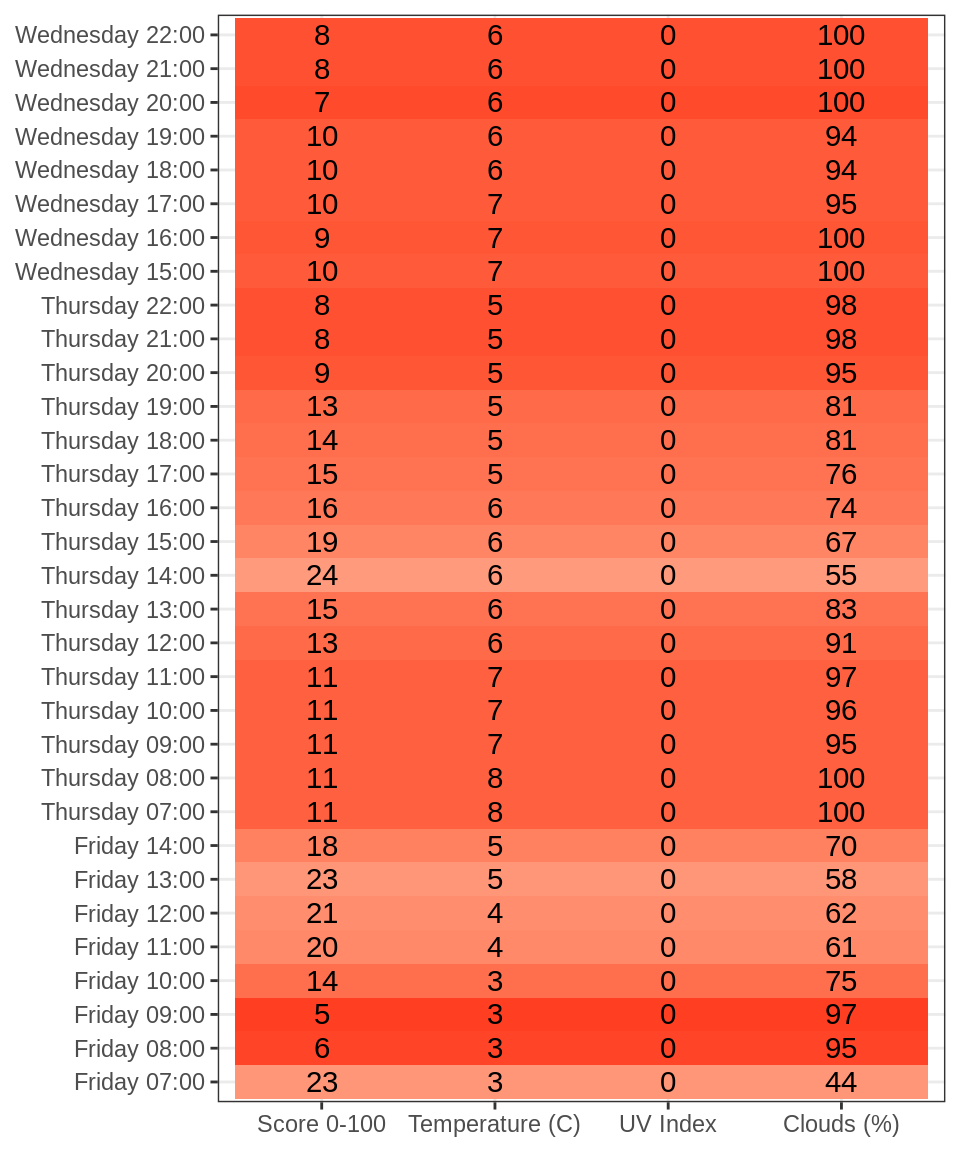 Wednesday 22:00 8 6 0 100
Wednesday 21:00 8 6 0 100
Wednesday 20:00 7 6 0 100
Wednesday 19:00 10 6 0 94
Wednesday 18:00 10 6 0 94
Wednesday 17:00 10 7 0 95
Wednesday 16:00 9 7 0 100
Wednesday 15:00 10 7 0 100
Thursday 22:00 8 5 0 98
Thursday 21:00 8 5 0 98
Thursday 20:00 9 5 0 95
Thursday 19:00 13 5 0 81
Thursday 18:00 14 5 0 81
Thursday 17:00 15 5 0 76
Thursday 16:00 16 6 0 74
Thursday 15:00 19 6 0 67
Thursday 14:00 24 6 0 55
Thursday 13:00 15 6 0 83
Thursday 12:00 13 6 0 91
Thursday 11:00 11 7 0 97
Thursday 10:00 11 7 0 96
Thursday 09:00 11 7 0 95
Thursday 08:00 11 8 0 100
Thursday 07:00 11 8 0 100
Friday 14:00 18 5 0 70
Friday 13:00 23 5 0 58
Friday 12:00 21 4 0 62
Friday 11:00 20 4 0 61
Friday 10:00 14 3 0 75
Friday 09:00 5 3 0 97
Friday 08:00 6 3 0 95
Friday 07:00 23 3 0 44
Score 0-100 Temperature (C) UV Index Clouds (%)